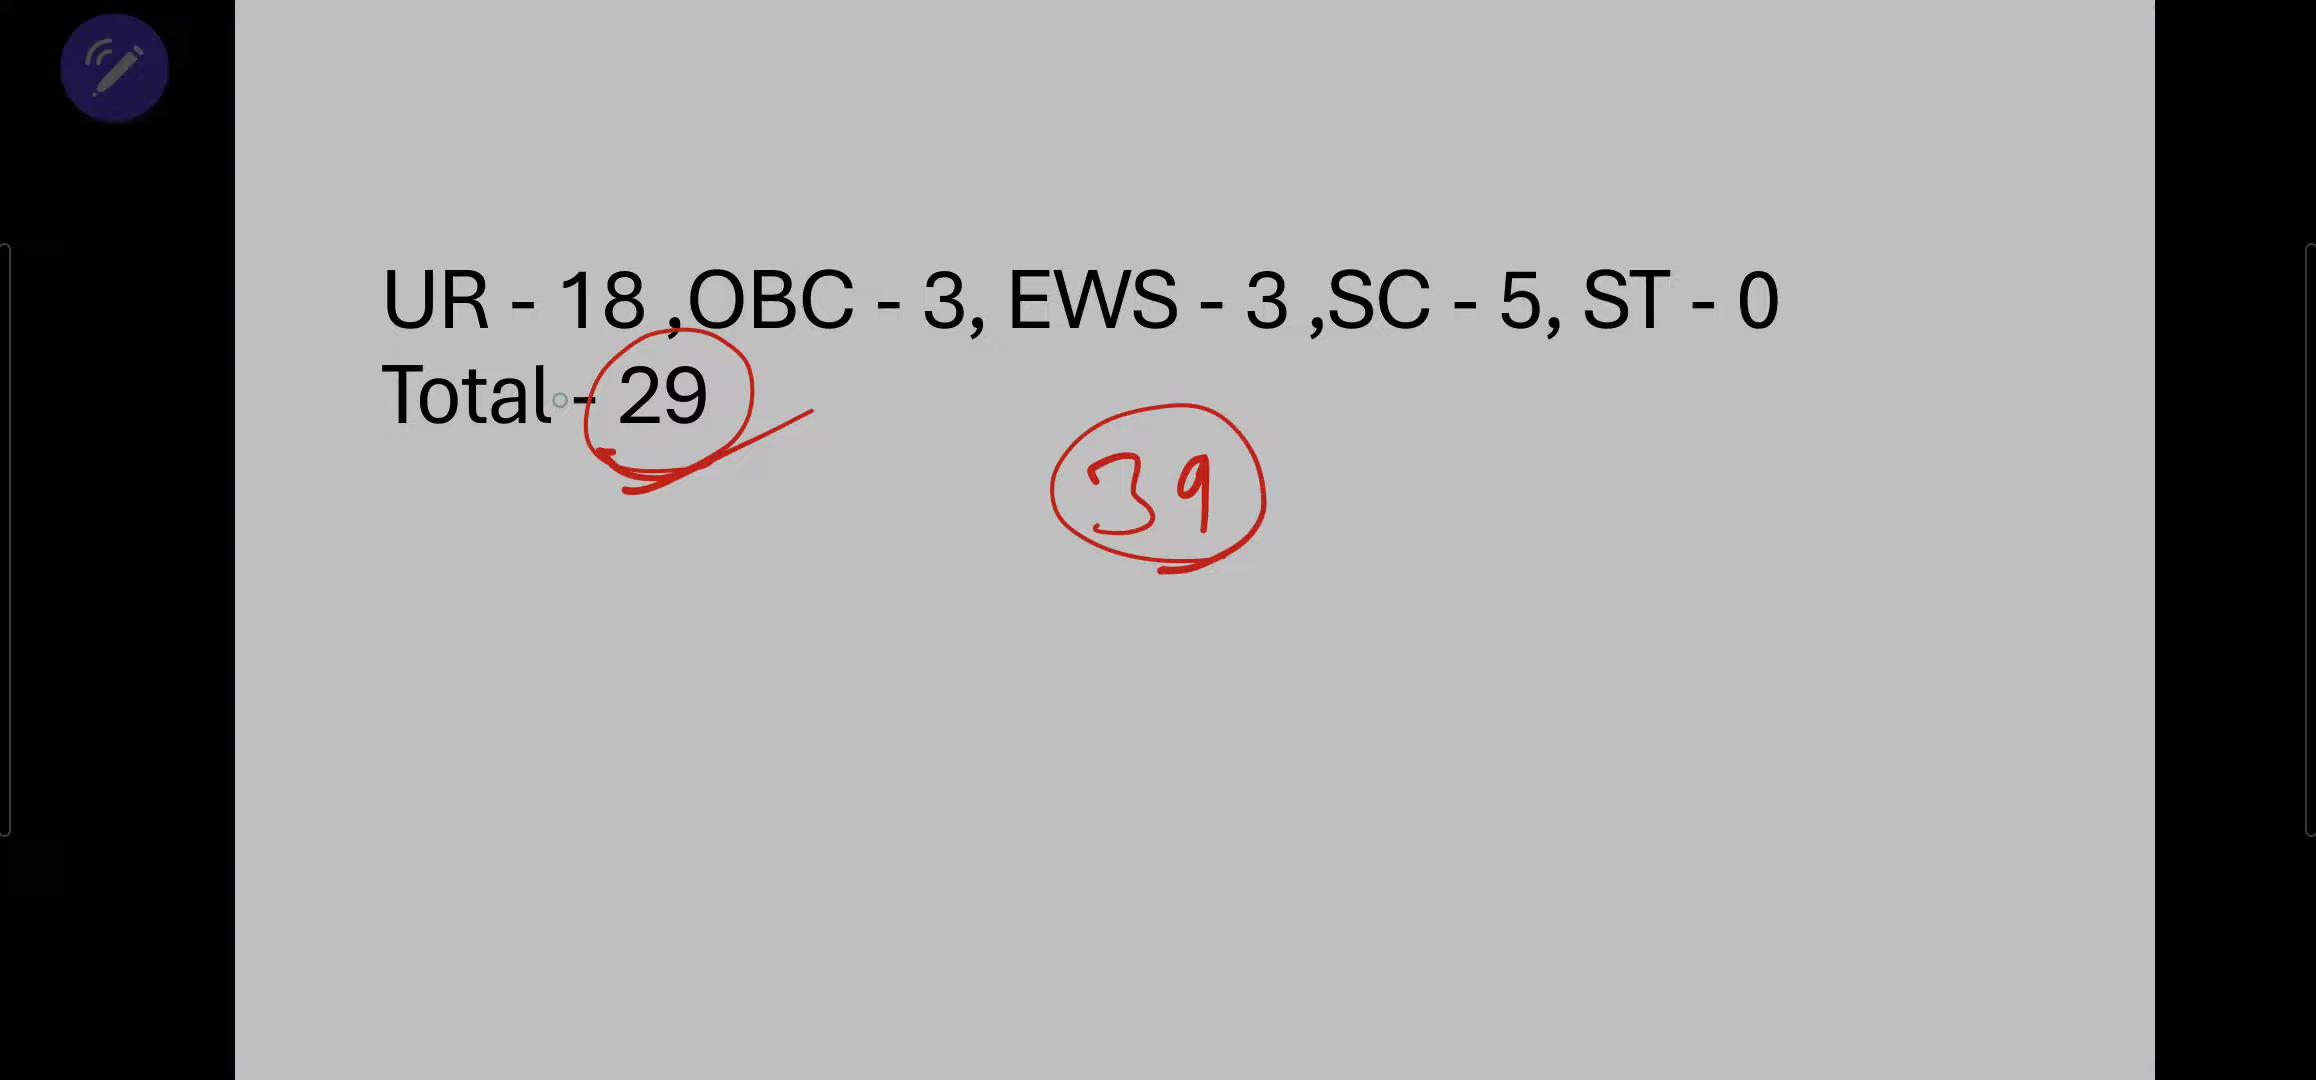 UR - 18 ,OBC - 3, EWS - 3 ,SC - 5, ST - 0
Total - 29
39